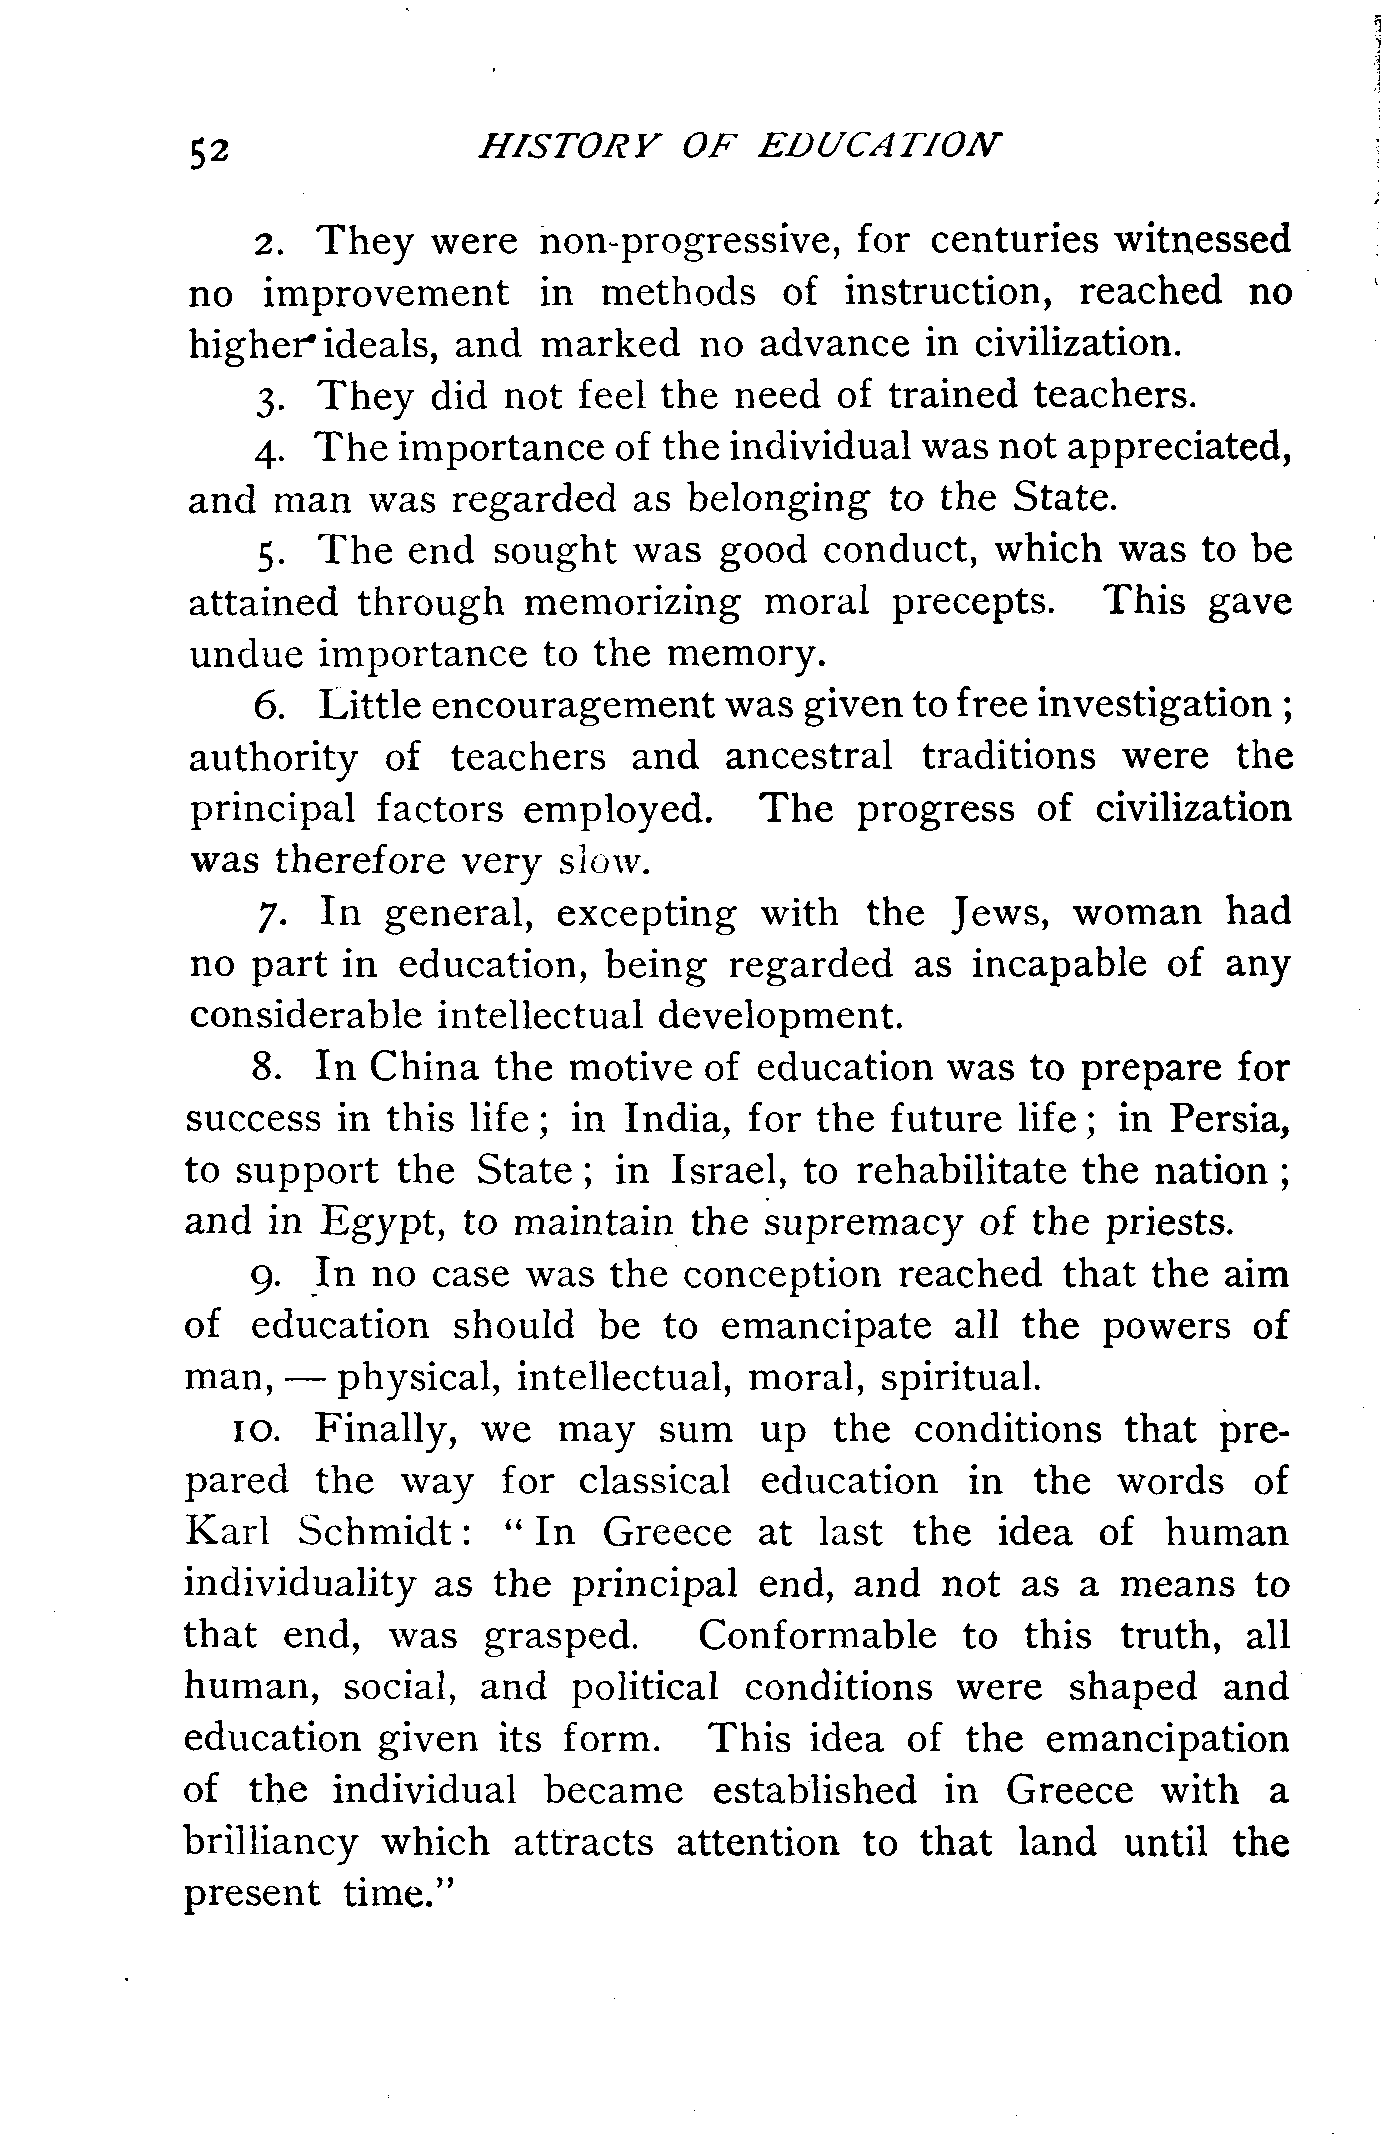 52 HISTORY OF EDUCATION
2. They were non-progressive, for centuries witnessed
no improvement in methods of instruction, reached no
higher ideals, and marked no advance in civilization.
3. They did not feel the need of trained teachers.
4. The importance of the individual was not appreciated,
and man was regarded as belonging to the State.
5. The end sought was good conduct, which was to be
attained through memorizing moral precepts. This gave
undue importance to the memory.
6. Little encouragement was given to free investigation ;
authority of teachers and ancestral traditions were the
principal factors employed. The progress of civilization
was therefore very slow.
7. In general, excepting with the Jews, woman had
no part in education, being regarded as incapable of any
considerable intellectual development.
8. In China the motive of education was to prepare for
success in this life ; in India, for the future life ; in Persia,
to support the State ; in Israel, to rehabilitate the nation ;
and in Egypt, to maintain the supremacy of the priests.
9. In no case was the conception reached that the aim
of education should be to emancipate all the powers of
man, — physical, intellectual, moral, spiritual.
10. Finally, we may sum up the conditions that pre-
pared the way for classical education in the words of
Karl Schmidt : “ In Greece at last the idea of human
individuality as the principal end, and not as a means to
that end, was grasped. Conformable to this truth, all
human, social, and political conditions were shaped and
education given its form. This idea of the emancipation
of the individual became established in Greece with a
brilliancy which attracts attention to that land until the
present time.”